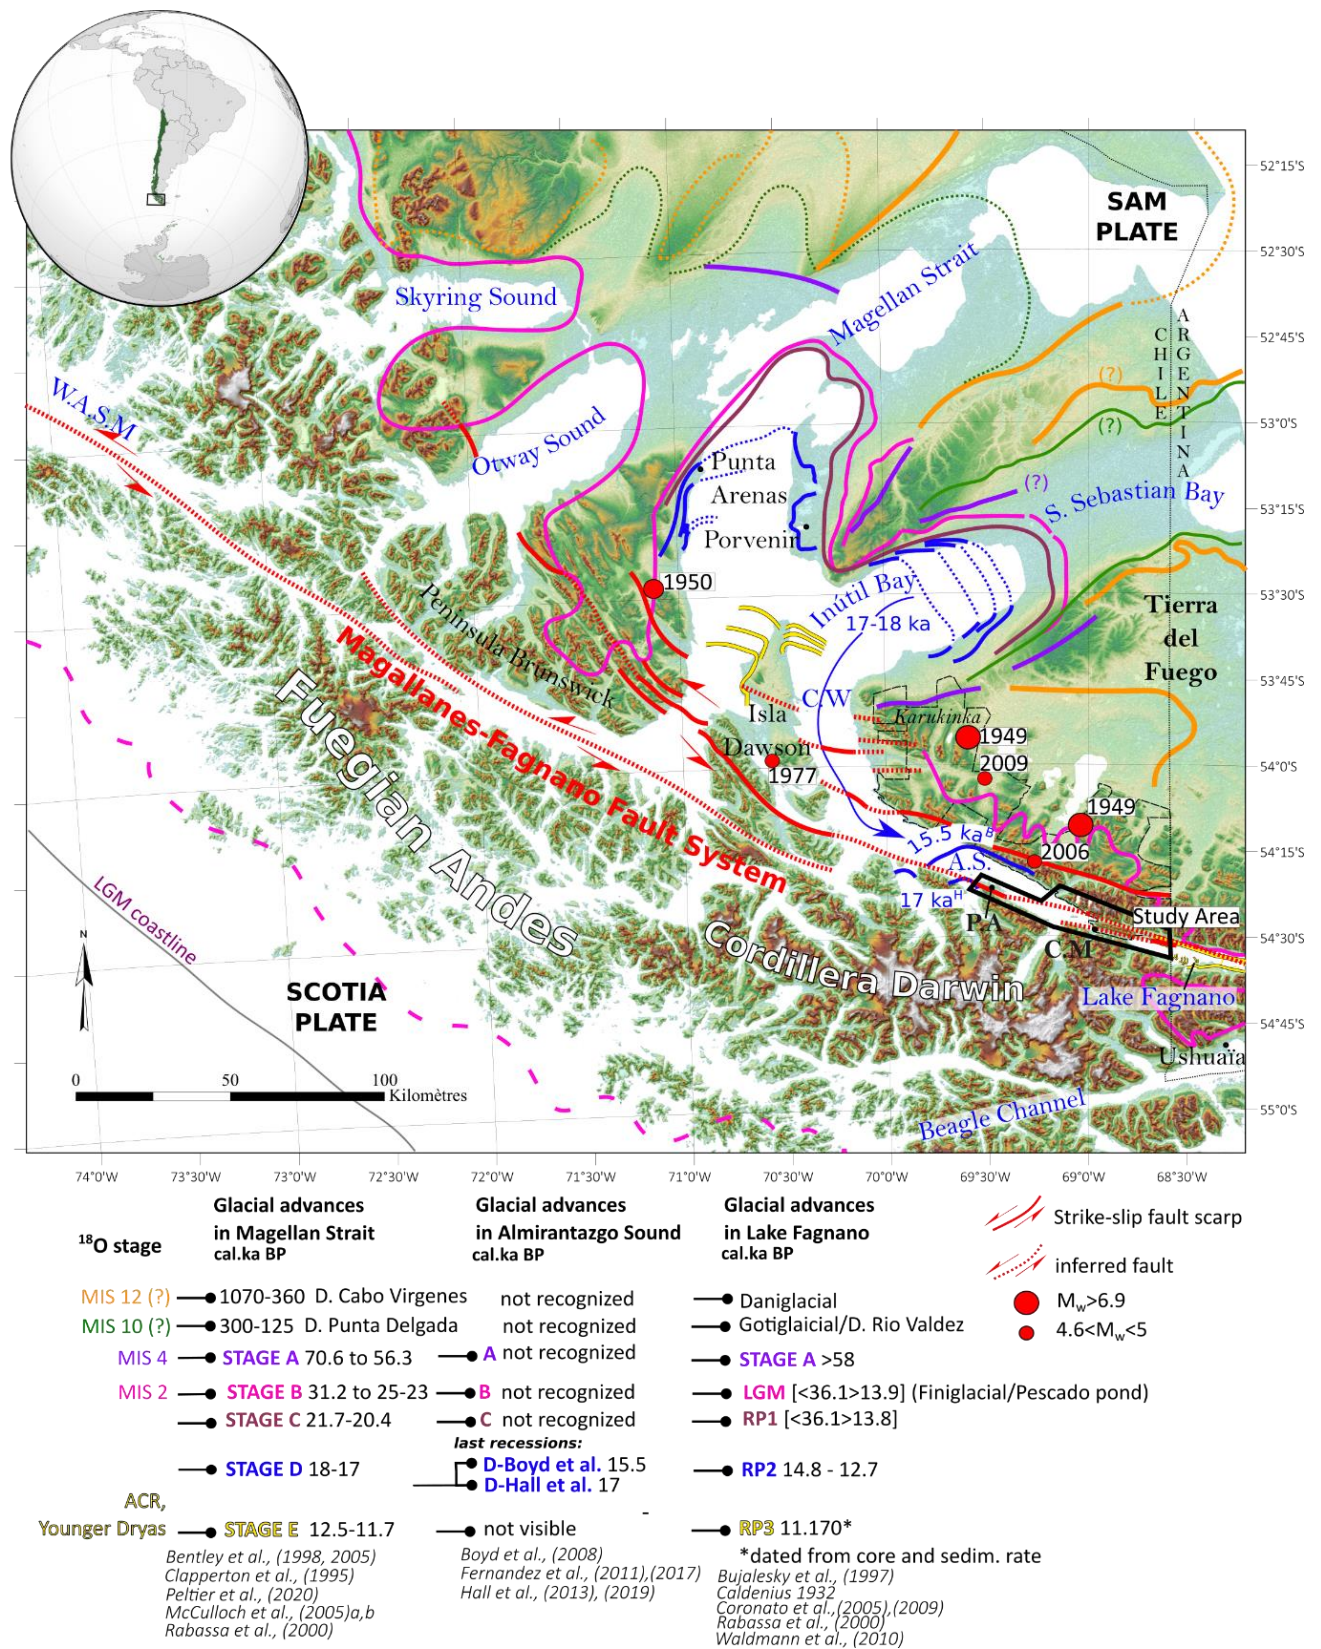 52°15'S
SAM
PLATE
52°30'S
Magellan Strait
Skyring Sound
52°45'S
CHILE
ARGENTINA
(?)
W.A.S.M
Otway Sound
53°0'S
(?)
Punta
Arenas
(?)
S. Sebastian Bay
53°15'S
Porvenir
1950
Inútil Bay
17-18 ka
53°30'S
Tierra
del
Fuego
Peninsula Brunswick
Magallanes-Fagnano Fault System
53°45'S
C.W
Isla
Dawson
Karukinka
1949
Fuegian Andes
1977
2009
54°0'S
1949
15.5 ka B
2006
54°15'S
A.S.
17 ka H
LGM coastline
P.A
Study Area
C.M
54°30'S
Cordillera Darwin
N
SCOTIA
PLATE
Lake Fagnano
54°45'S
Ushuaïa
0 50 100 Kilomètres
Beagle Channel
55°0'S
74°0'W 73°30'W 73°0'W 72°30'W 72°0'W 71°30'W 71°0'W 70°30'W 70°0'W 69°30'W 69°0'W 68°30'W
18O stage
Glacial advances
in Magellan Strait
cal.ka BP
Glacial advances
in Almirantazgo Sound
cal.ka BP
Glacial advances
in Lake Fagnano
cal.ka BP
Strike-slip fault scarp
inferred fault
Mw>6.9
4.6<Mw<5
MIS 12 (?) 1070-360 D. Cabo Virgenes not recognized Daniglacial
MIS 10 (?) 300-125 D. Punta Delgada not recognized Gotiglaicial/D. Rio Valdez
MIS 4 STAGE A 70.6 to 56.3 A not recognized STAGE A >58
MIS 2 STAGE B 31.2 to 25-23 B not recognized LGM [<36.1>13.9] (Finiglacial/Pescado pond)
STAGE C 21.7-20.4 C not recognized RP1 [<36.1>13.8]
last recessions:
STAGE D 18-17 D-Boyd et al. 15.5 RP2 14.8 - 12.7
D-Hall et al. 17
ACR,
Younger Dryas STAGE E 12.5-11.7 not visible - RP3 11.170*
*dated from core and sedim. rate
Bentley et al., (1998, 2005)
Clapperton et al., (1995)
Peltier et al., (2020)
McCulloch et al., (2005)a,b
Rabassa et al., (2000)
Boyd et al., (2008)
Fernandez et al., (2011),(2017)
Hall et al., (2013), (2019)
Bujalesky et al., (1997)
Caldenius 1932
Coronato et al.,(2005),(2009)
Rabassa et al., (2000)
Waldmann et al., (2010)